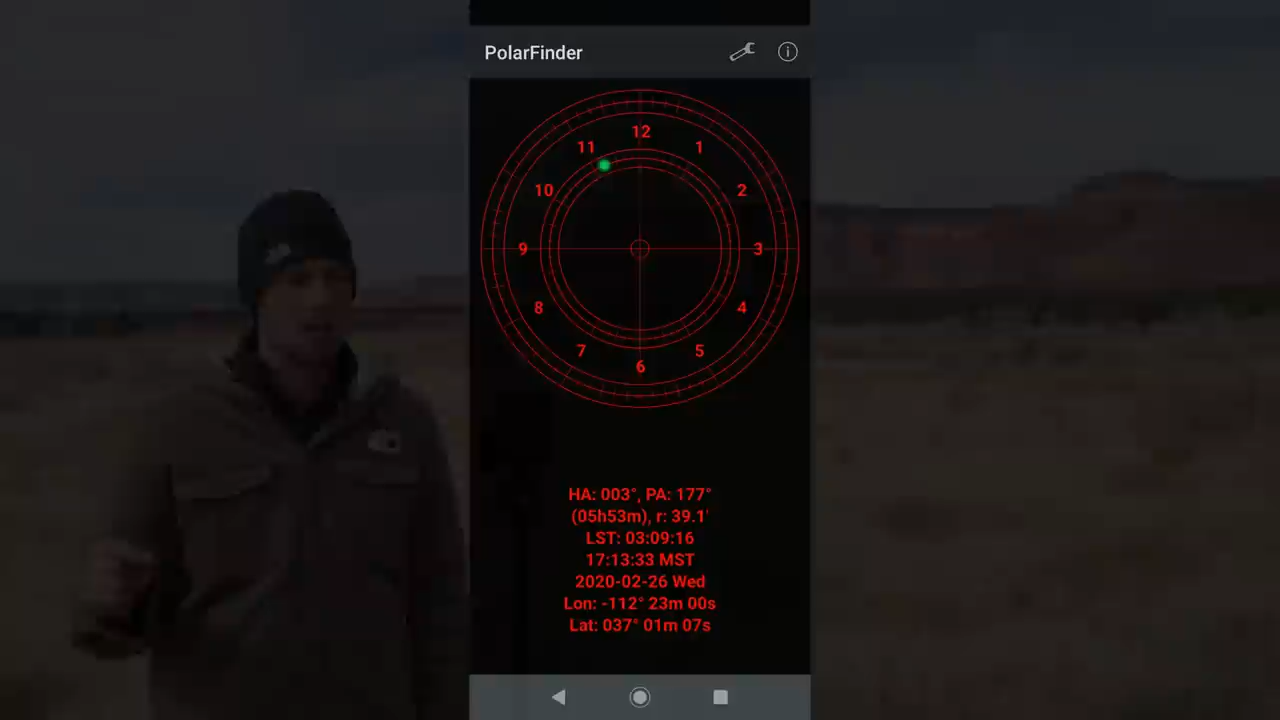 PolarFinder
12
11
1
10
2
9
3
8
4
7
5
6
HA: 003°, PA: 177°
(05h53m), r: 39.1'
LST: 03:09:16
17:13:33 MST
2020-02-26 Wed
Lon: -112° 23m 00s
Lat: 037° 01m 07s